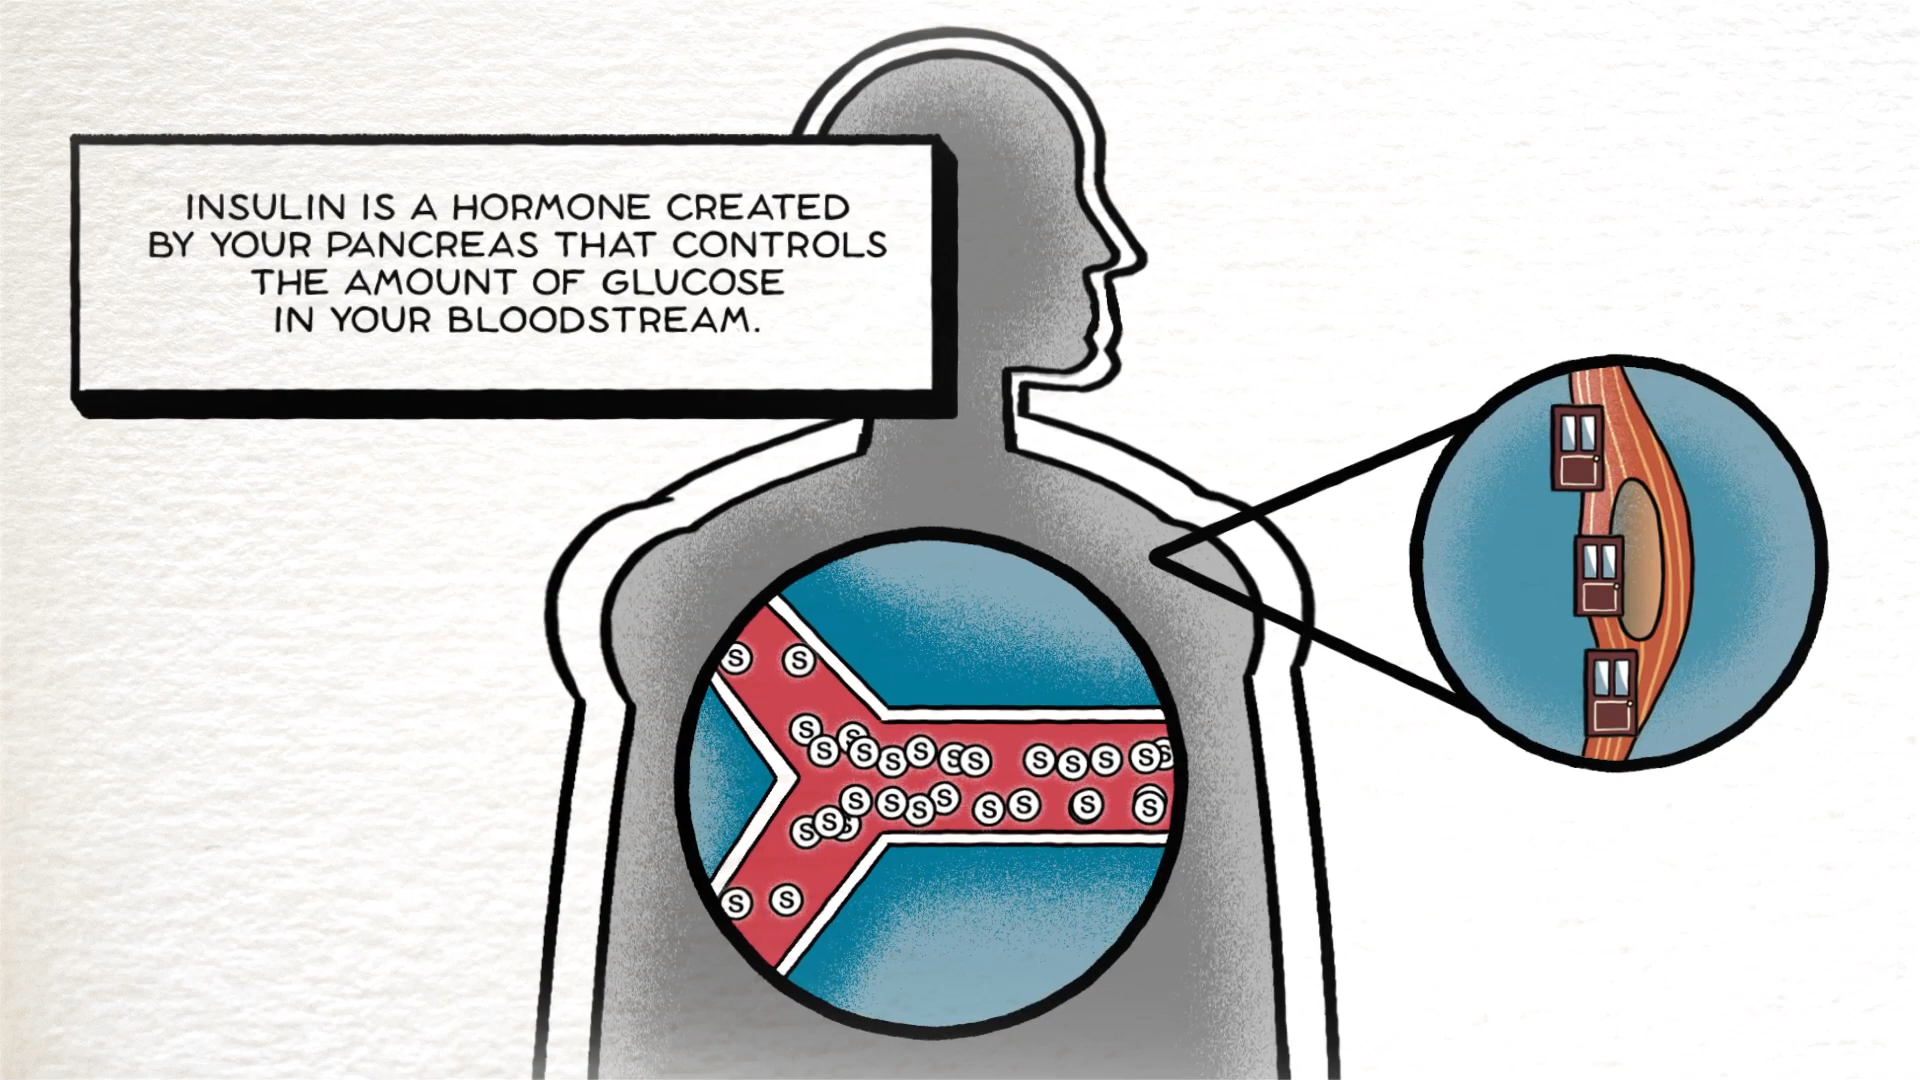 INSULIN IS A HORMONE CREATED
BY YOUR PANCREAS THAT CONTROLS
THE AMOUNT OF GLUCOSE
IN YOUR BLOODSTREAM.
S S
S S S S S S S S S S S S S S
S S S S S S S S S S S S
S S